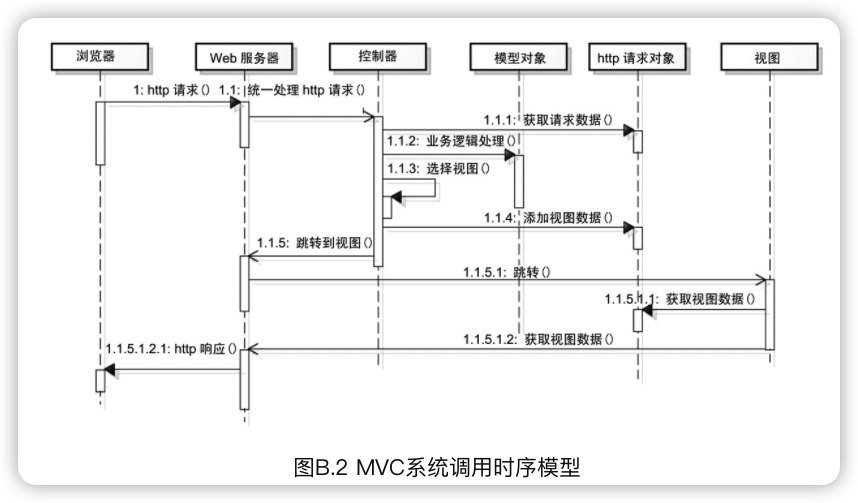 浏览器 Web 服务器 控制器 模型对象 http 请求对象 视图
1: http 请求() 1.1: 统一处理 http 请求()
1.1.1: 获取请求数据()
1.1.2: 业务逻辑处理()
1.1.3: 选择视图()
1.1.4: 添加视图数据()
1.1.5: 跳转到视图()
1.1.5.1: 跳转()
1.1.5.1.1: 获取视图数据()
1.1.5.1.2: 获取视图数据()
1.1.5.1.2.1: http 响应()
图B.2 MVC系统调用时序模型